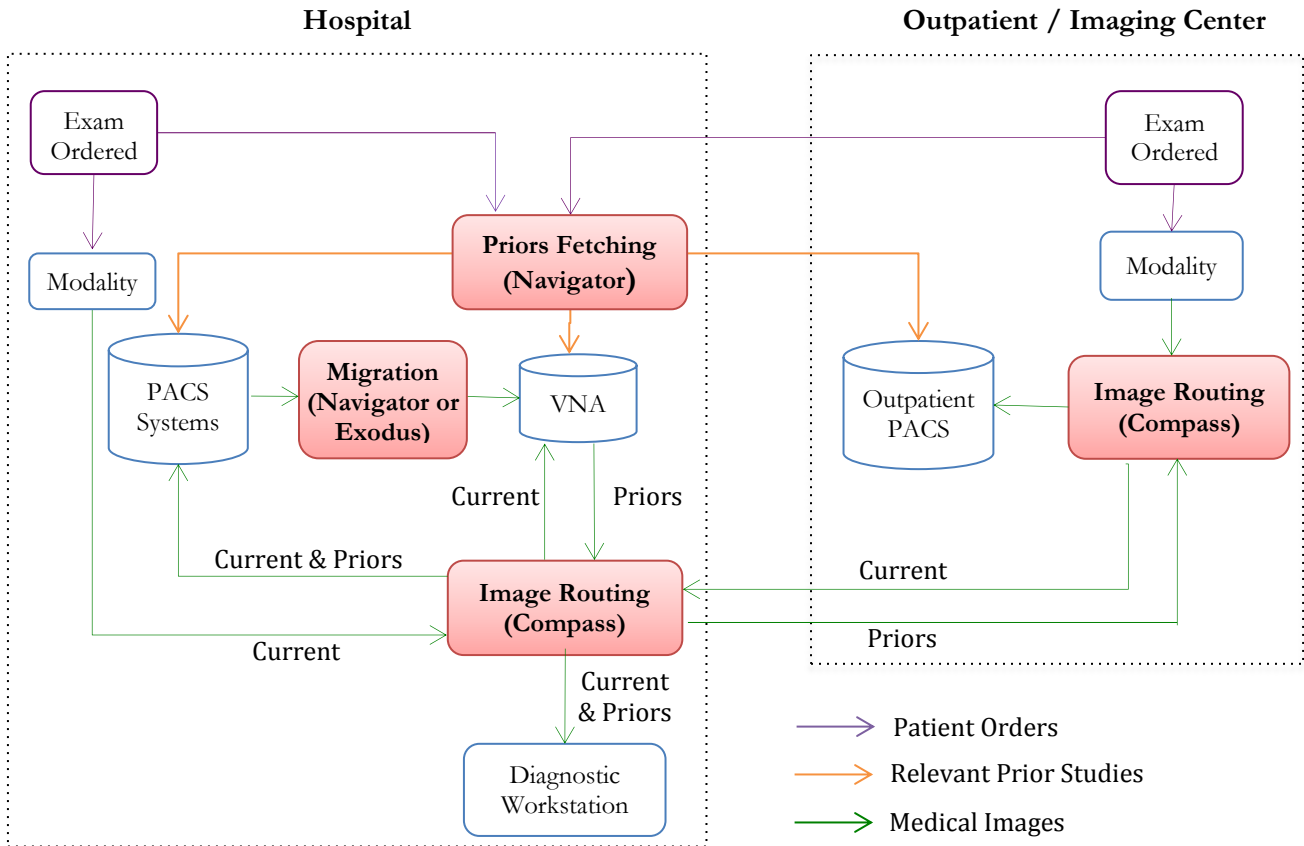 Hospital
Outpatient / Imaging Center
Exam
Ordered
Exam
Ordered
Priors Fetching
(Navigator)
Modality
Modality
PACS
Systems
Migration
(Navigator or
Exodus)
VNA
Outpatient
PACS
Image Routing
(Compass)
Current
Priors
Current & Priors
Image Routing
(Compass)
Current
Priors
Current
Current
& Priors
Diagnostic
Workstation
Patient Orders
Relevant Prior Studies
Medical Images